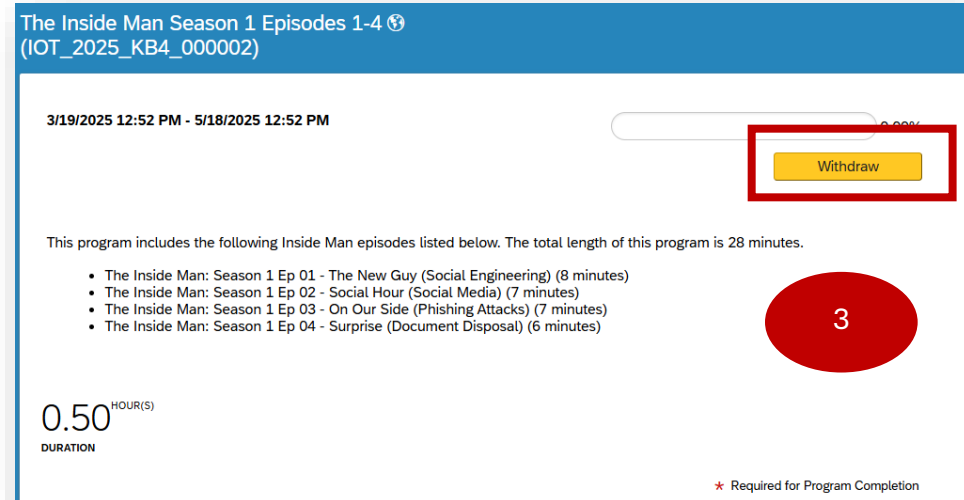 The Inside Man Season 1 Episodes 1-4
(IOT_2025_KB4_000002)
3/19/2025 12:52 PM - 5/18/2025 12:52 PM
Withdraw
This program includes the following Inside Man episodes listed below. The total length of this program is 28 minutes.
• The Inside Man: Season 1 Ep 01 - The New Guy (Social Engineering) (8 minutes)
• The Inside Man: Season 1 Ep 02 - Social Hour (Social Media) (7 minutes)
• The Inside Man: Season 1 Ep 03 - On Our Side (Phishing Attacks) (7 minutes)
• The Inside Man: Season 1 Ep 04 - Surprise (Document Disposal) (6 minutes)
3
0.50 HOUR(S)
DURATION
* Required for Program Completion